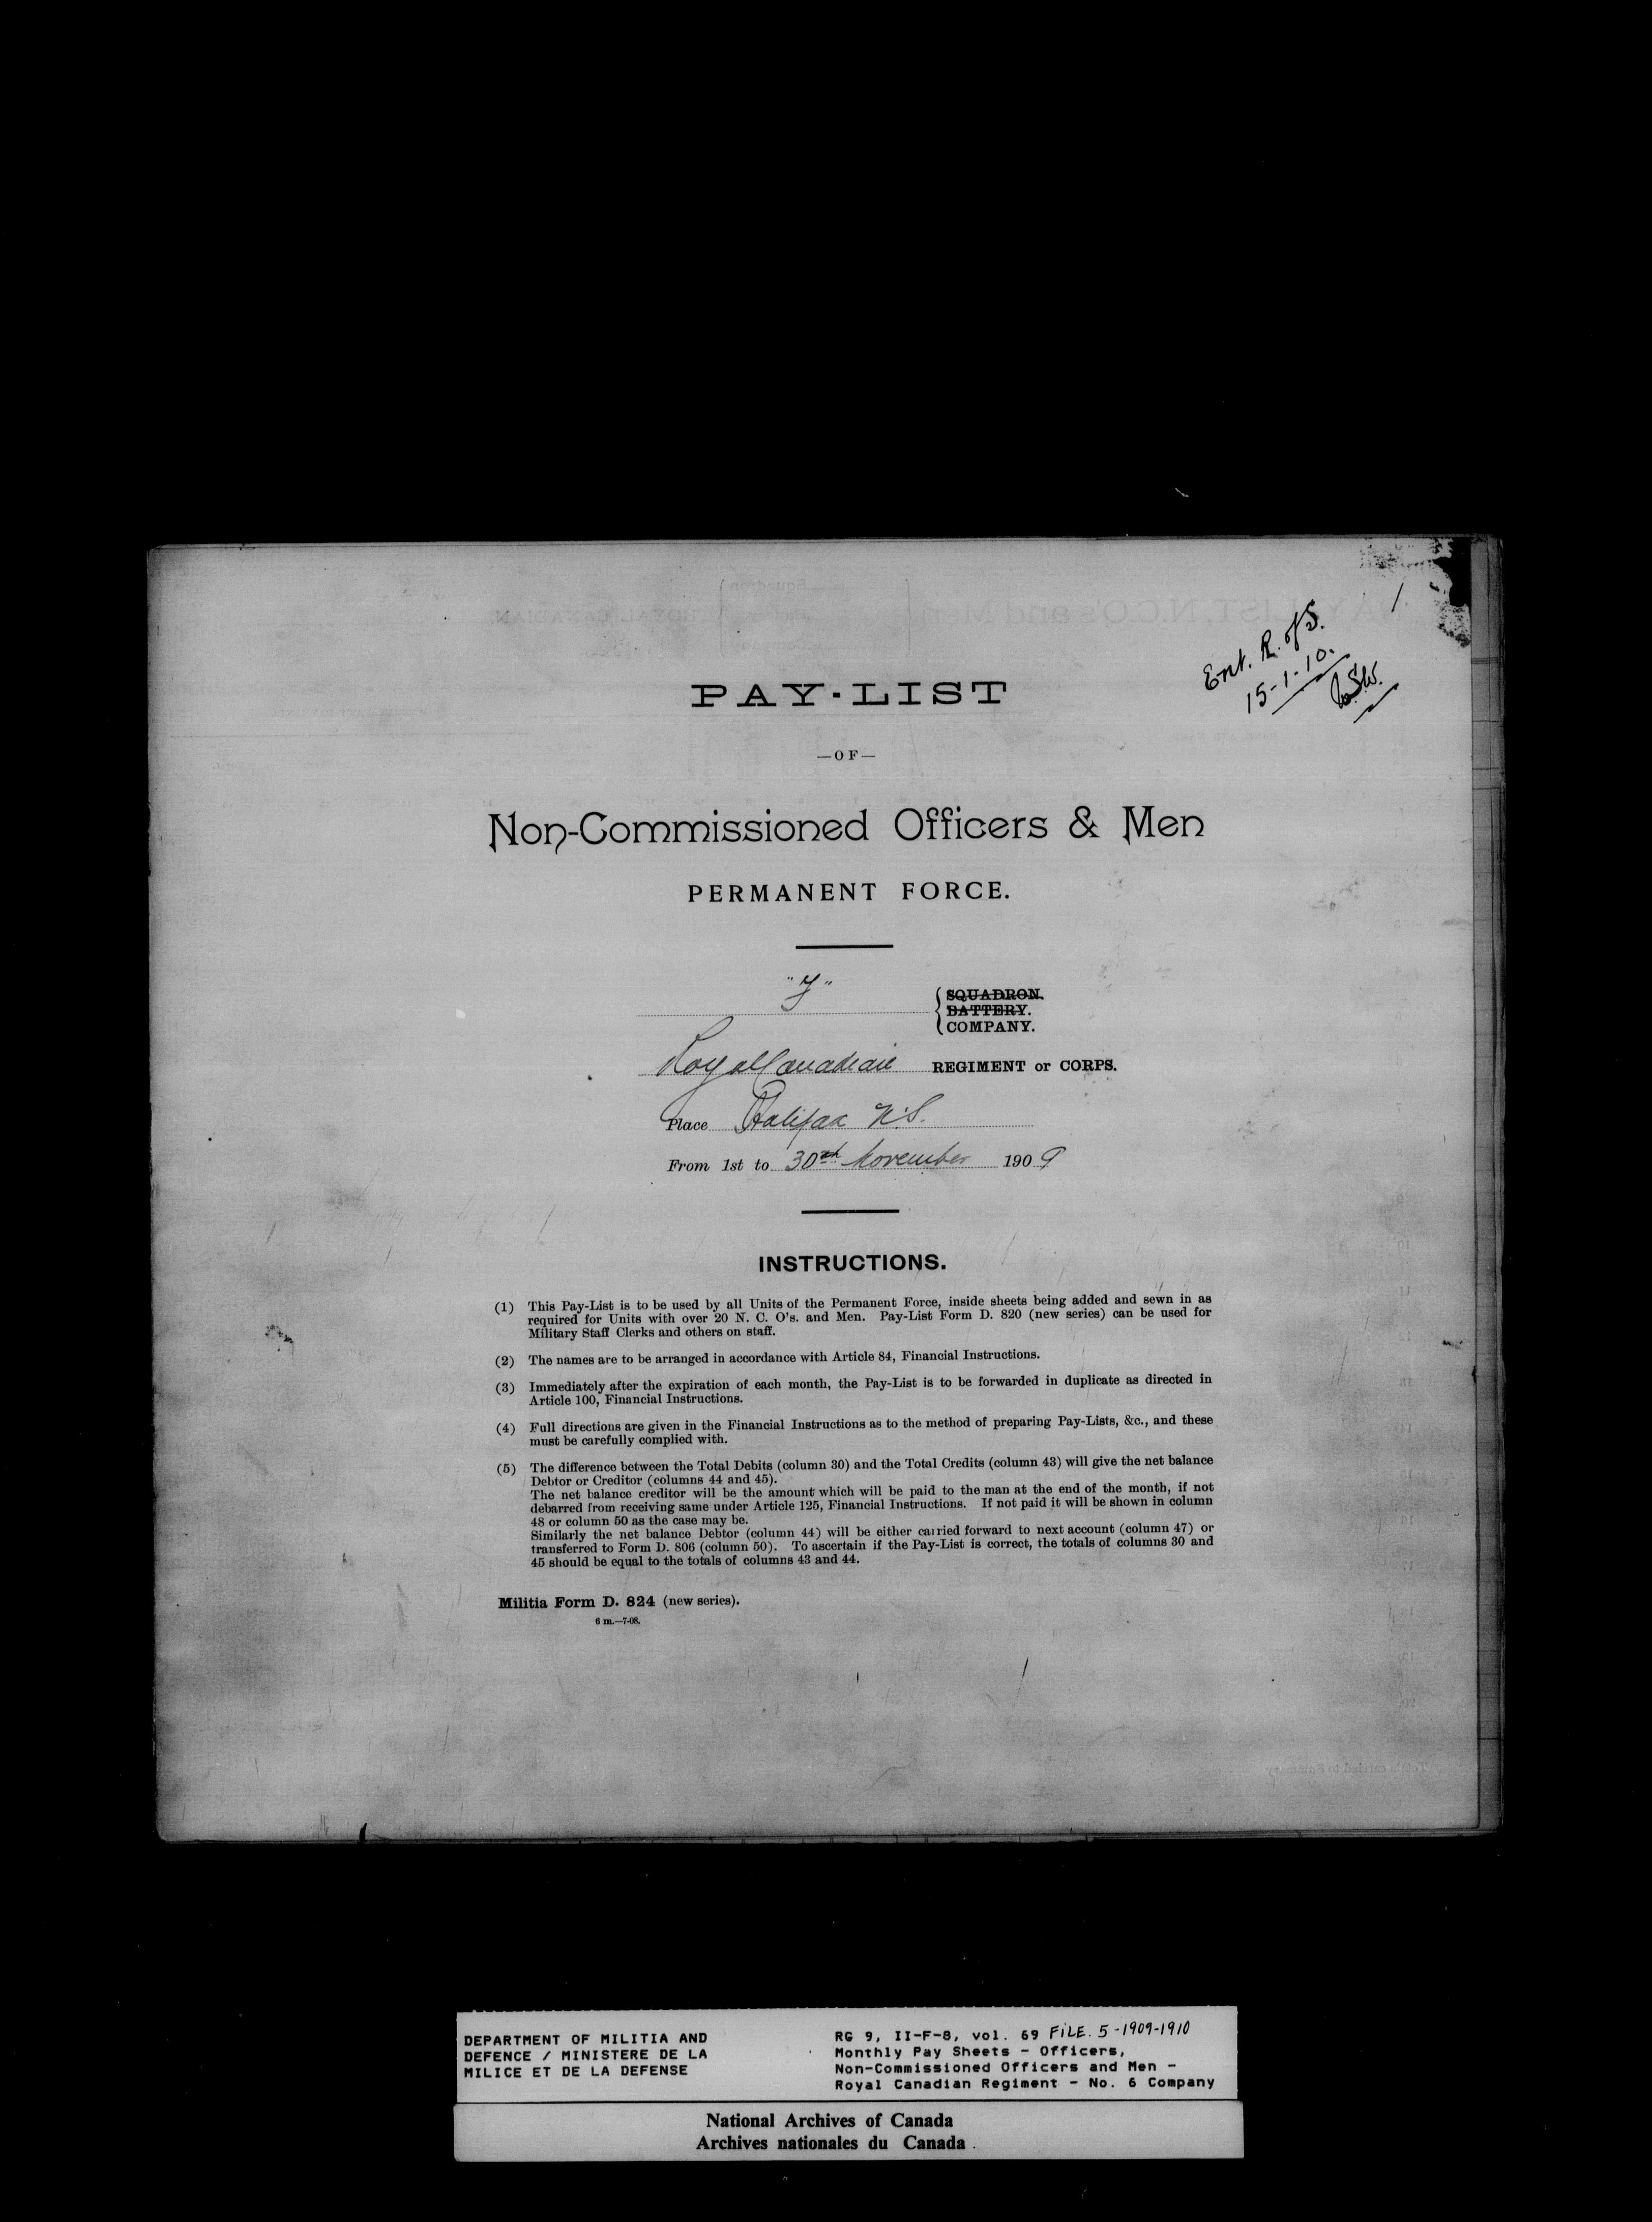 Ent. R. of S.
15-1-10.
PAY-LIST
—OF—
Non-Commissioned Officers & Men
PERMANENT FORCE.
SQUADRON.
BATTERY.
COMPANY.
Royal Canadian REGIMENT or CORPS.
Place Halifax N.S.
From 1st to 30th November 1909
INSTRUCTIONS.
(1) This Pay-List is to be used by all Units of the Permanent Force, inside sheets being added and sewn in as
required for Units with over 20 N. C. O's. and Men. Pay-List Form D. 820 (new series) can be used for
Military Staff Clerks and others on staff.
(2) The names are to be arranged in accordance with Article 84, Financial Instructions.
(3) Immediately after the expiration of each month, the Pay-List is to be forwarded in duplicate as directed in
Article 100, Financial Instructions.
(4) Full directions are given in the Financial Instructions as to the method of preparing Pay-Lists, &c., and these
must be carefully complied with.
(5) The difference between the Total Debits (column 30) and the Total Credits (column 43) will give the net balance
Debtor or Creditor (columns 44 and 45).
The net balance creditor will be the amount which will be paid to the man at the end of the month, if not
debarred from receiving same under Article 125, Financial Instructions. If not paid it will be shown in column
48 or column 50 as the case may be.
Similarly the net balance Debtor (column 44) will be either carried forward to next account (column 47) or
transferred to Form D. 806 (column 50). To ascertain if the Pay-List is correct, the totals of columns 30 and
45 should be equal to the totals of columns 43 and 44.
Militia Form D. 824 (new series).
6 m.—7-08.
DEPARTMENT OF MILITIA AND
DEFENCE / MINISTERE DE LA
MILICE ET DE LA DEFENSE
RG 9, II-F-8, vol. 69 FILE. 5-1909-1910
Monthly Pay Sheets - Officers,
Non-Commissioned Officers and Men -
Royal Canadian Regiment - No. 6 Company
National Archives of Canada
Archives nationales du Canada